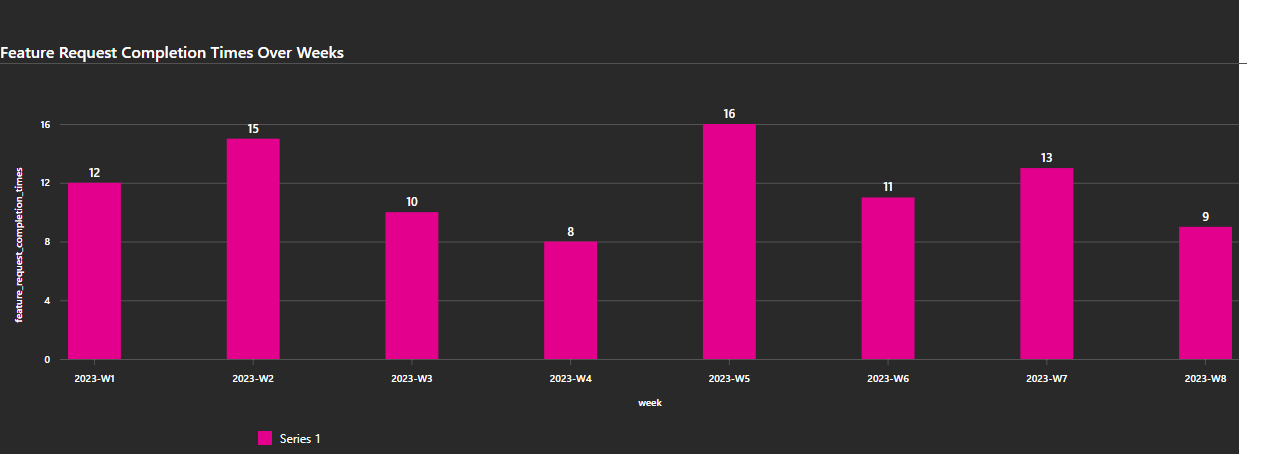 Feature Request Completion Times Over Weeks
feature_request_completion_times
16
12
8
4
0
12
15
10
8
16
11
13
9
2023-W1 2023-W2 2023-W3 2023-W4 2023-W5 2023-W6 2023-W7 2023-W8
week
Series 1